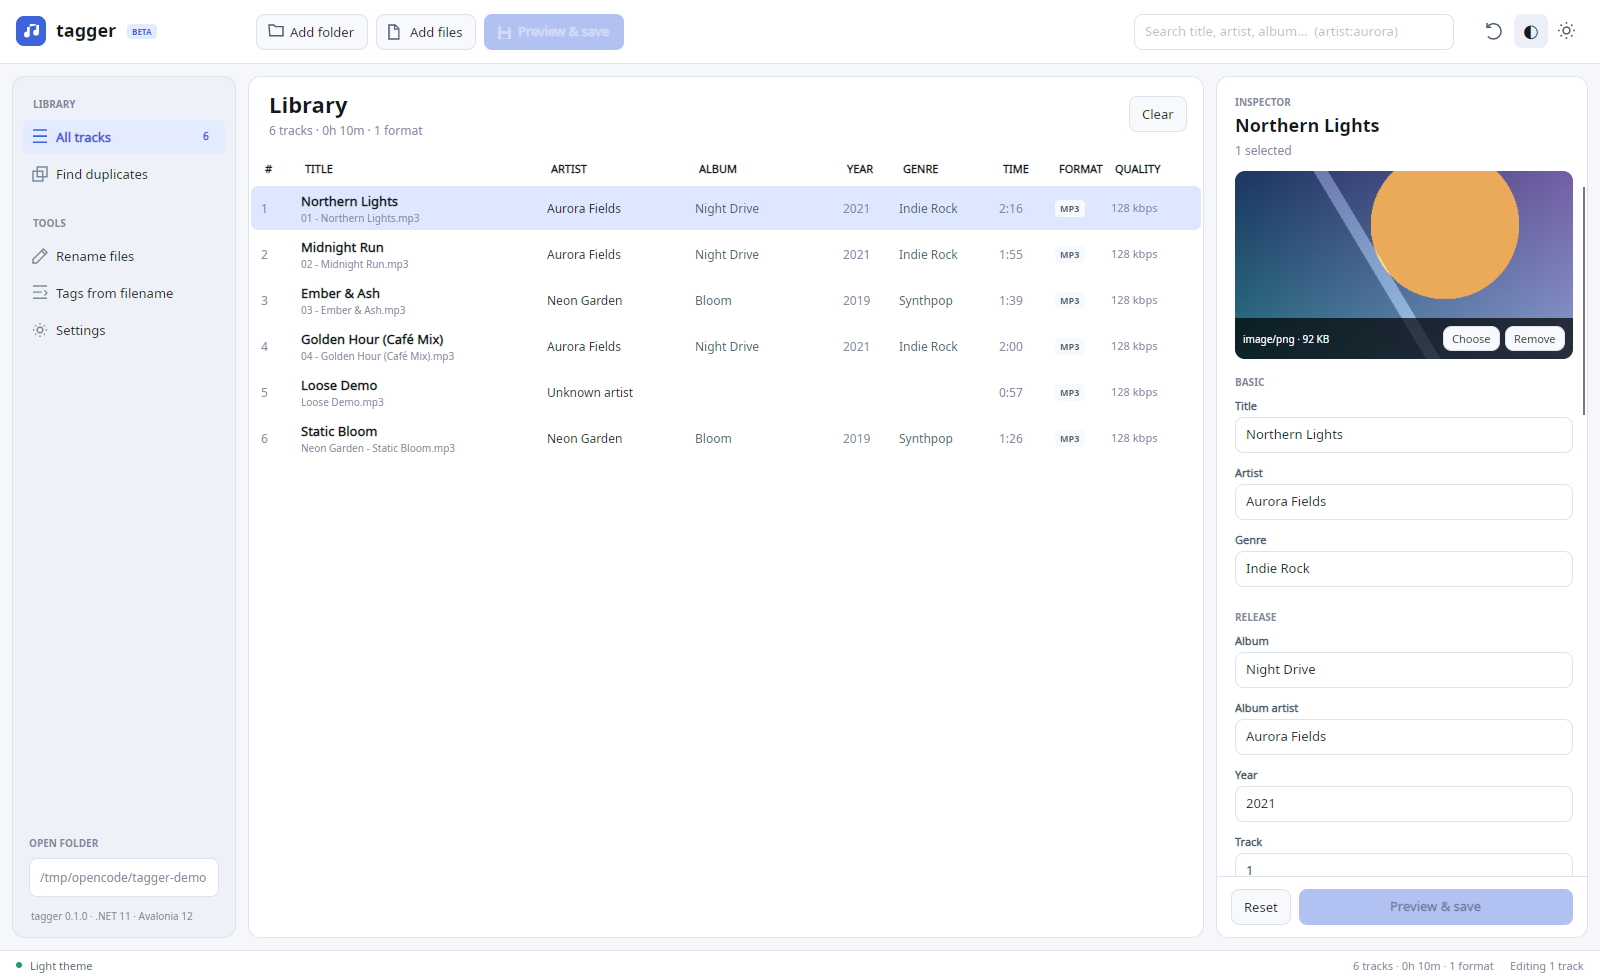 tagger BETA
Add folder
Add files
Preview & save
Search title, artist, album... (artist:aurora)
LIBRARY
All tracks 6
Find duplicates
TOOLS
Rename files
Tags from filename
Settings
OPEN FOLDER
/tmp/opencode/tagger-demo
tagger 0.1.0 · .NET 11 · Avalonia 12
Library
6 tracks · 0h 10m · 1 format
Clear
# TITLE ARTIST ALBUM YEAR GENRE TIME FORMAT QUALITY
1 Northern Lights Aurora Fields Night Drive 2021 Indie Rock 2:16 MP3 128 kbps
01 - Northern Lights.mp3
2 Midnight Run Aurora Fields Night Drive 2021 Indie Rock 1:55 MP3 128 kbps
02 - Midnight Run.mp3
3 Ember & Ash Neon Garden Bloom 2019 Synthpop 1:39 MP3 128 kbps
03 - Ember & Ash.mp3
4 Golden Hour (Café Mix) Aurora Fields Night Drive 2021 Indie Rock 2:00 MP3 128 kbps
04 - Golden Hour (Café Mix).mp3
5 Loose Demo Unknown artist 0:57 MP3 128 kbps
Loose Demo.mp3
6 Static Bloom Neon Garden Bloom 2019 Synthpop 1:26 MP3 128 kbps
Neon Garden - Static Bloom.mp3
INSPECTOR
Northern Lights
1 selected
image/png · 92 KB
Choose
Remove
BASIC
Title
Northern Lights
Artist
Aurora Fields
Genre
Indie Rock
RELEASE
Album
Night Drive
Album artist
Aurora Fields
Year
2021
Track
1
Reset
Preview & save
Light theme
6 tracks · 0h 10m · 1 format
Editing 1 track